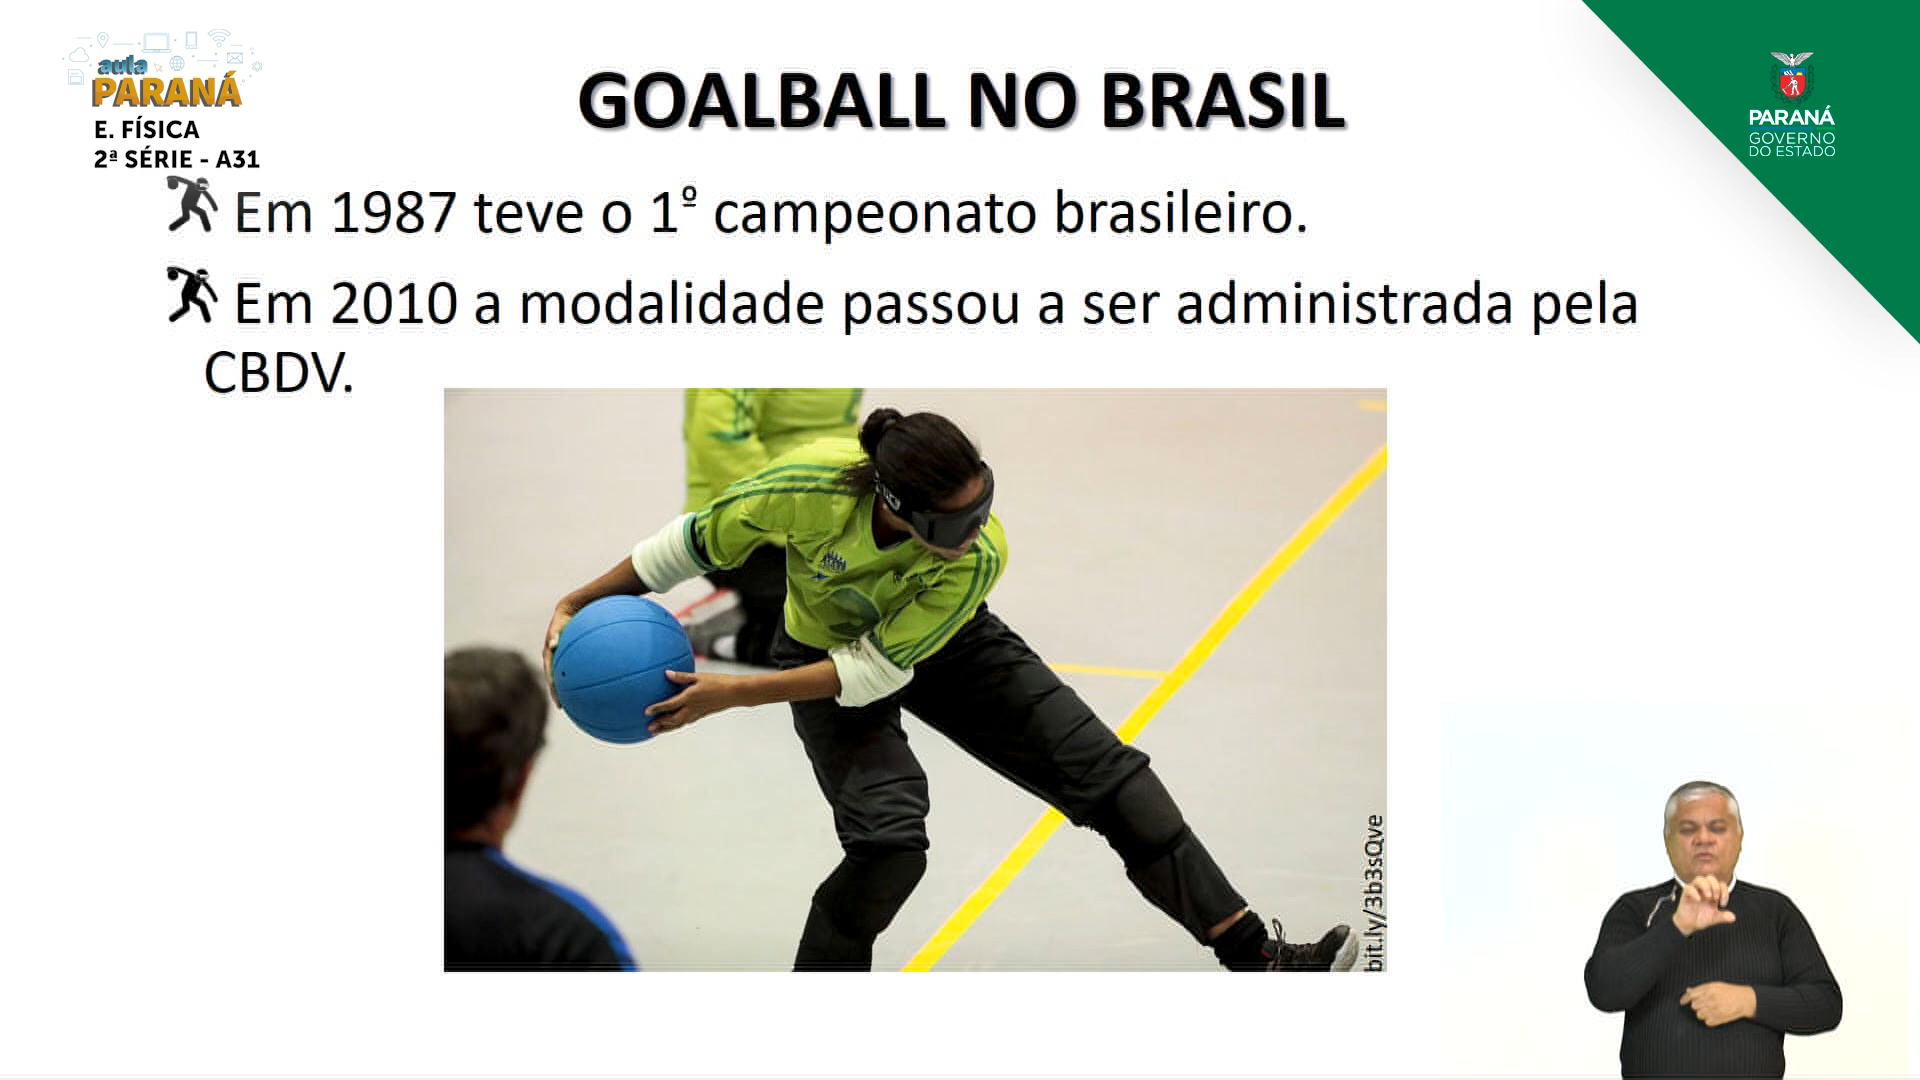 aula
PARANÁ
E. FÍSICA
2ª SÉRIE - A31
GOALBALL NO BRASIL
PARANÁ
GOVERNO
DO ESTADO
Em 1987 teve o 1º campeonato brasileiro.
Em 2010 a modalidade passou a ser administrada pela
CBDV.
bit.ly/3b3sQve